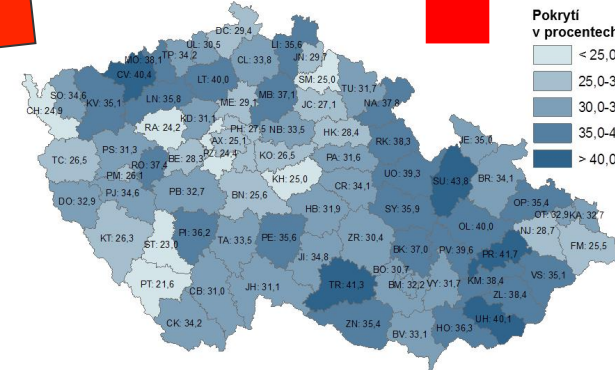 Pokrytí
v procentech
< 25,0
25,0-3
30,0-3
35,0-4
> 40,0
DC: 29,4
UL: 30,5
LI: 35,6
TP: 34,2
MO: 38,1
CL: 33,8
JN: 29,7
CV: 40,4
LT: 40,0
SM: 25,0
TU: 31,7
SO: 34,6
LN: 35,8
MB: 37,1
JC: 27,1
NA: 37,8
KV: 35,1
ME: 29,1
CH: 24,9
KD: 31,1
RA: 24,2
PH: 27,5
NB: 33,5
HK: 28,4
RK: 38,3
JE: 35,0
AX: 25,1
PS: 31,3
BE: 28,3
PZ: 24,4
KO: 26,5
PA: 31,6
TC: 26,5
RO: 37,4
PM: 26,1
KH: 25,0
UO: 39,3
SU: 43,8
BR: 34,1
CR: 34,1
DO: 32,9
PJ: 34,6
PB: 32,7
BN: 25,6
OP: 35,4
HB: 31,9
SY: 35,9
OT: 32,9
KA: 32,7
OL: 40,0
NJ: 28,7
KT: 26,3
ST: 23,0
PI: 36,2
TA: 33,5
PE: 35,6
ZR: 30,4
FM: 25,5
BK: 37,0
PV: 39,6
PR: 41,7
JI: 34,8
BO: 30,7
VS: 35,1
PT: 21,6
TR: 41,3
BM: 32,2
VY: 31,7
KM: 38,4
CB: 31,0
JH: 31,1
ZL: 38,4
UH: 40,1
CK: 34,2
ZN: 35,4
HO: 36,3
BV: 33,1